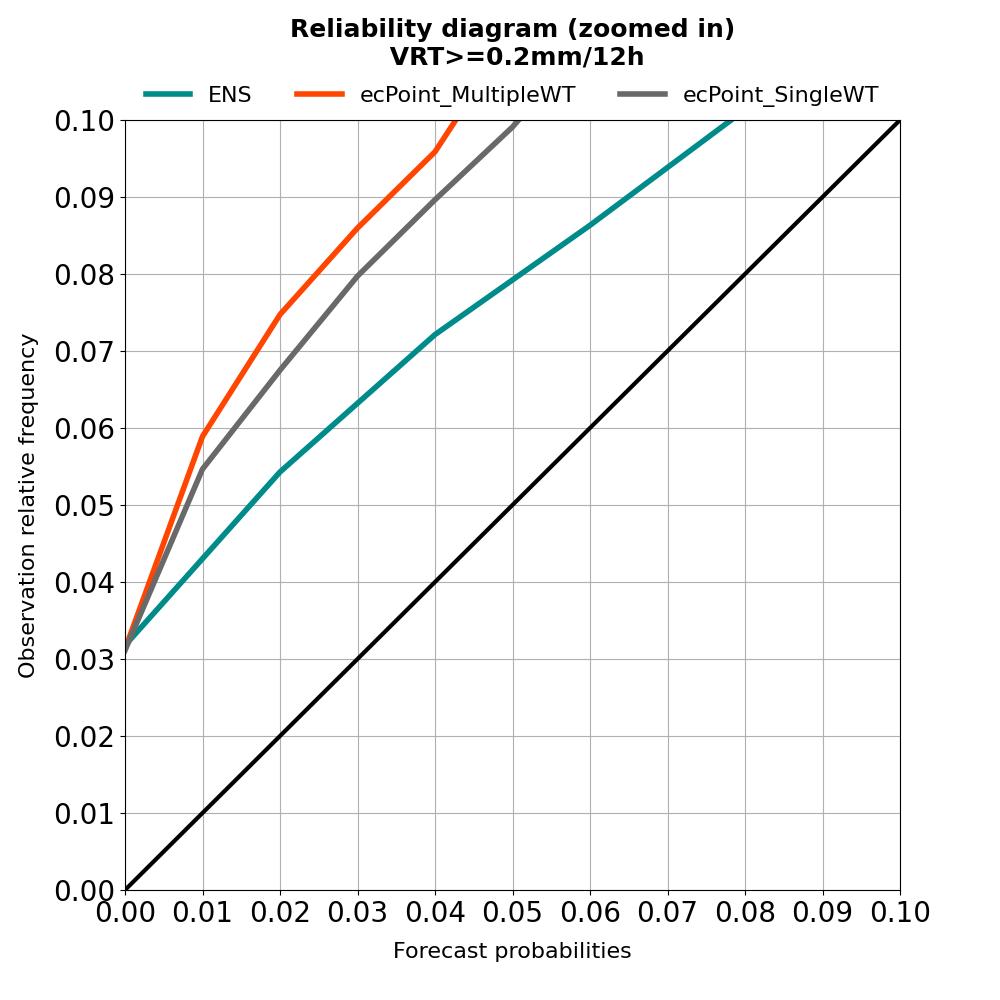 Reliability diagram (zoomed in)
VRT>=0.2mm/12h
ENS ecPoint_MultipleWT ecPoint_SingleWT
0.10
0.09
0.08
0.07
0.06
0.05
0.04
0.03
0.02
0.01
0.00
Observation relative frequency
0.00 0.01 0.02 0.03 0.04 0.05 0.06 0.07 0.08 0.09 0.10
Forecast probabilities